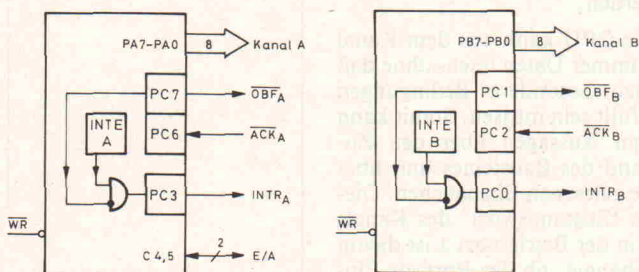 PA7-PA0
8
Kanal A
PC7
OBF_A
INTE
A
PC6
ACK_A
PC3
INTR_A
WR
C 4,5
2
E/A
PB7-PB0
8
Kanal B
PC1
OBF_B
INTE
B
PC2
ACK_B
PC0
INTR_B
WR